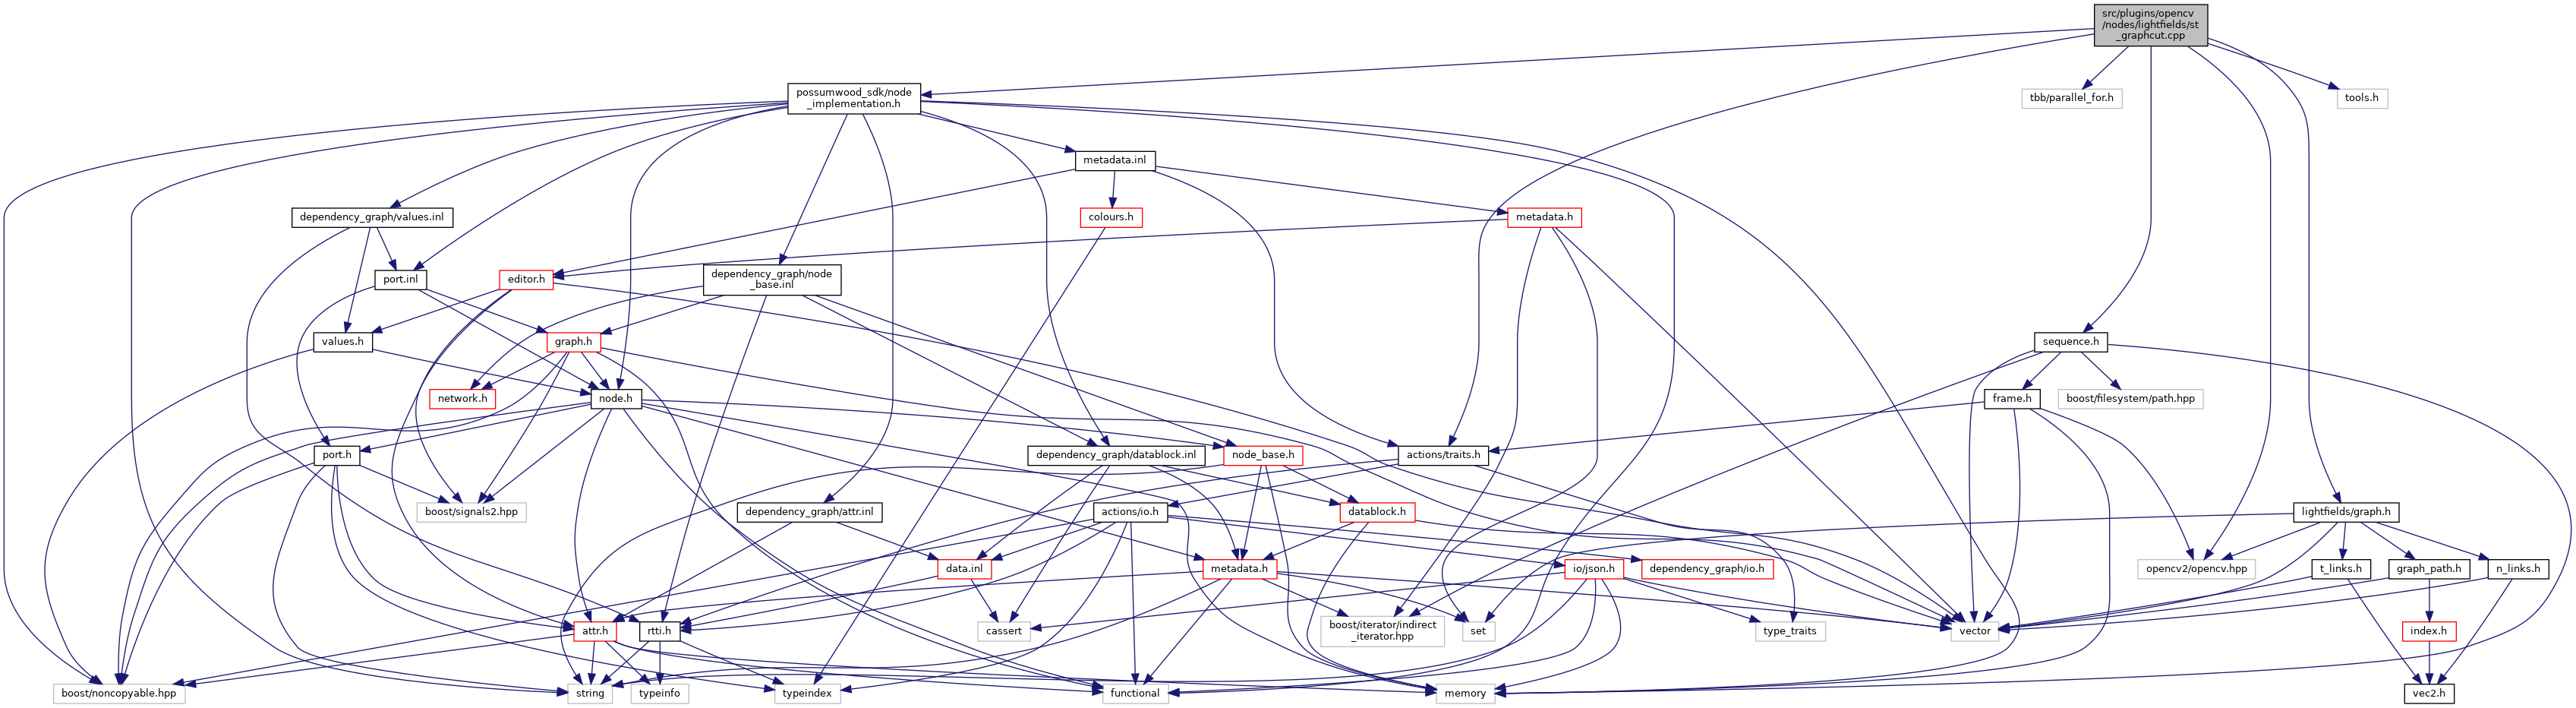 src/plugins/opencv
/nodes/lightfields/st
_graphcut.cpp
possumwood_sdk/node
_implementation.h
tbb/parallel_for.h
tools.h
metadata.inl
dependency_graph/values.inl
colours.h
metadata.h
port.inl
editor.h
dependency_graph/node
_base.inl
values.h
graph.h
sequence.h
network.h
node.h
frame.h
boost/filesystem/path.hpp
port.h
dependency_graph/datablock.inl
node_base.h
actions/traits.h
boost/signals2.hpp
dependency_graph/attr.inl
actions/io.h
datablock.h
lightfields/graph.h
data.inl
metadata.h
io/json.h
dependency_graph/io.h
opencv2/opencv.hpp
t_links.h
graph_path.h
n_links.h
attr.h
rtti.h
cassert
boost/iterator/indirect
_iterator.hpp
set
type_traits
vector
index.h
boost/noncopyable.hpp
string
typeinfo
typeindex
functional
memory
vec2.h